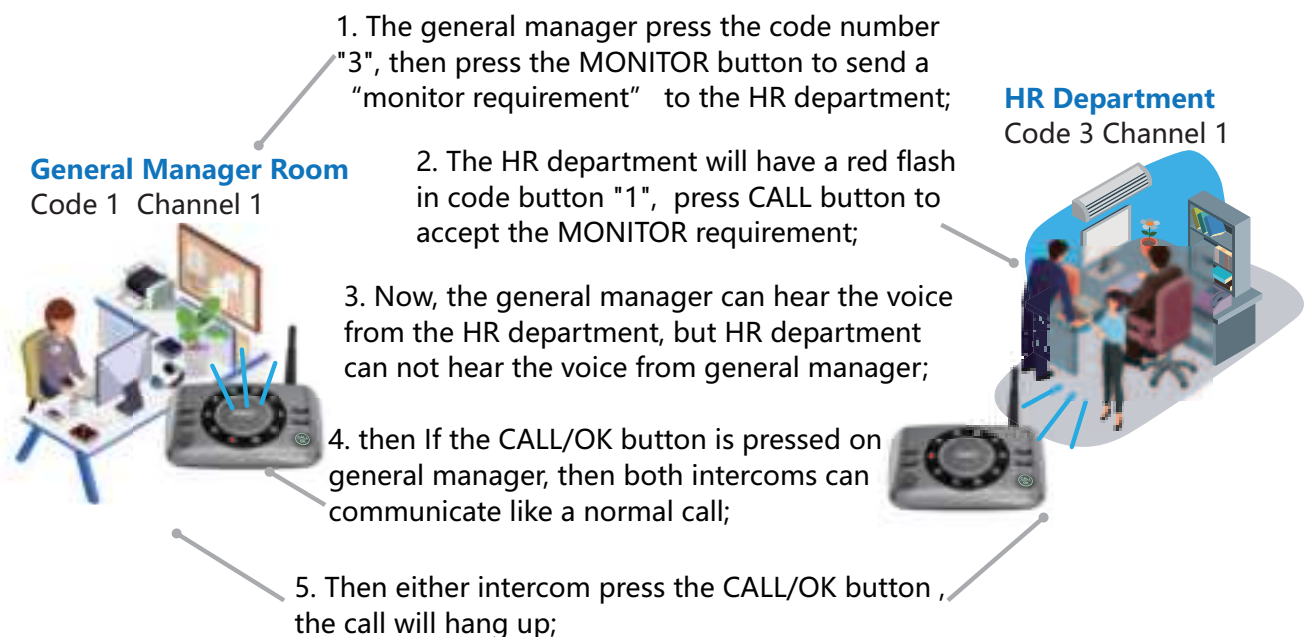 1. The general manager press the code number
"3", then press the MONITOR button to send a
“monitor requirement” to the HR department;
HR Department
Code 3 Channel 1
General Manager Room
Code 1 Channel 1
2. The HR department will have a red flash
in code button "1", press CALL button to
accept the MONITOR requirement;
3. Now, the general manager can hear the voice
from the HR department, but HR department
can not hear the voice from general manager;
4. then If the CALL/OK button is pressed on
general manager, then both intercoms can
communicate like a normal call;
5. Then either intercom press the CALL/OK button ,
the call will hang up;